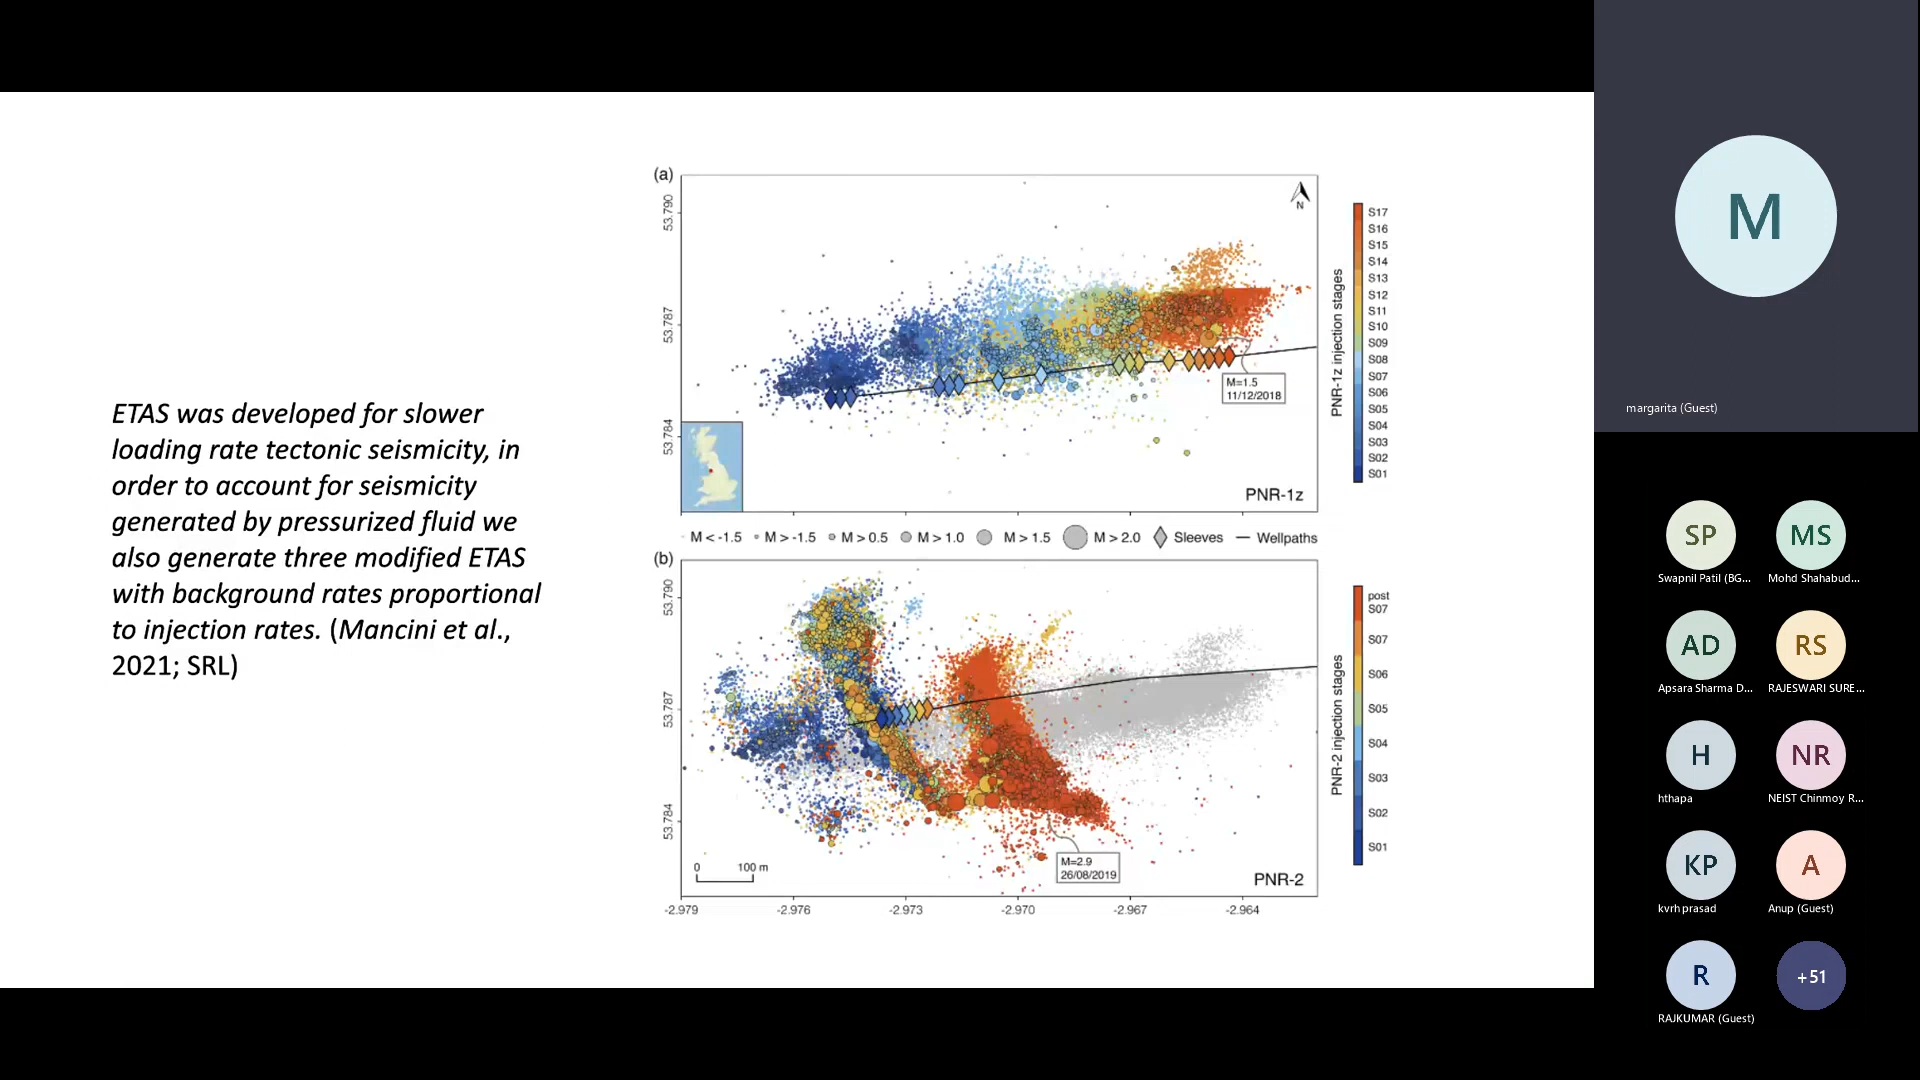 ETAS was developed for slower
loading rate tectonic seismicity, in
order to account for seismicity
generated by pressurized fluid we
also generate three modified ETAS
with background rates proportional
to injection rates. (Mancini et al.,
2021; SRL)
(a)
53.790
53.787
53.784
N
M=1.5
11/12/2018
PNR-1z
PNR-1z injection stages
S17
S16
S15
S14
S13
S12
S11
S10
S09
S08
S07
S06
S05
S04
S03
S02
S01
M < -1.5 M > -1.5 M > 0.5 M > 1.0 M > 1.5 M > 2.0 Sleeves Wellpaths
(b)
53.790
53.787
53.784
0 100 m
M=2.9
26/08/2019
PNR-2
-2.979 -2.976 -2.973 -2.970 -2.967 -2.964
PNR-2 injection stages
post
S07
S07
S06
S05
S04
S03
S02
S01
M
margarita (Guest)
SP MS
Swapnil Patil (BG... Mohd Shahabud...
AD RS
Apsara Sharma D... RAJESWARI SURE...
H NR
hthapa NEIST Chinmoy R...
KP A
kvrh prasad Anup (Guest)
R +51
RAJKUMAR (Guest)